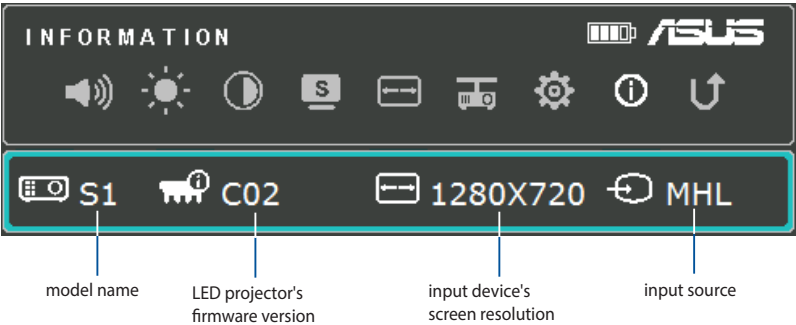 INFORMATION
ASUS
S
S1
C02
1280X720
MHL
model name
LED projector's
firmware version
input device's
screen resolution
input source